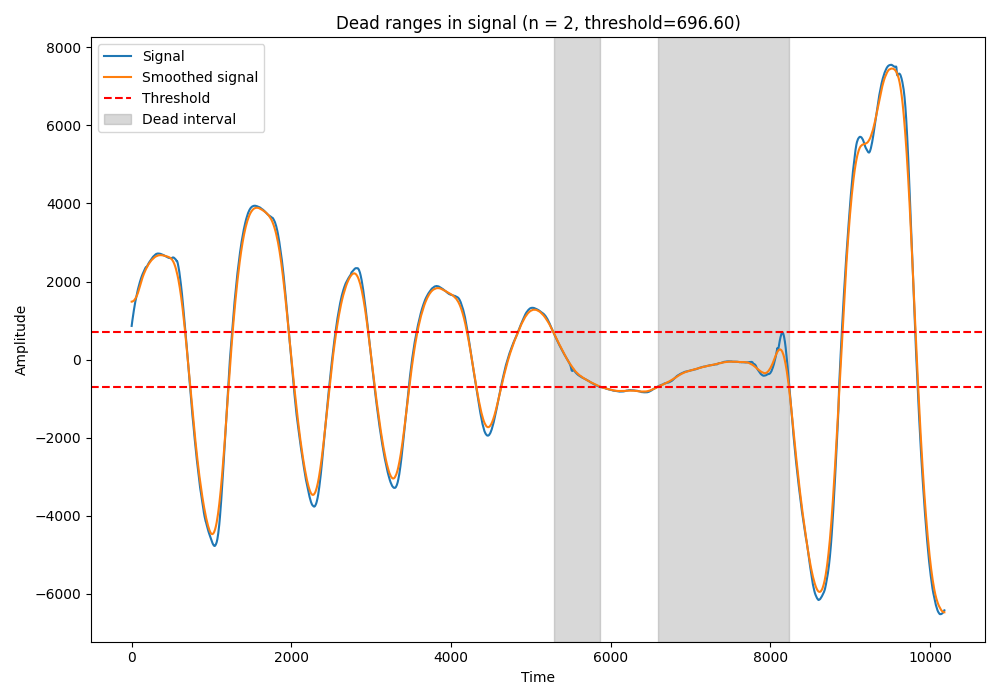 Dead ranges in signal (n = 2, threshold=696.60)
Signal
Smoothed signal
Threshold
Dead interval
Amplitude
8000
6000
4000
2000
0
−2000
−4000
−6000
0 2000 4000 6000 8000 10000
Time